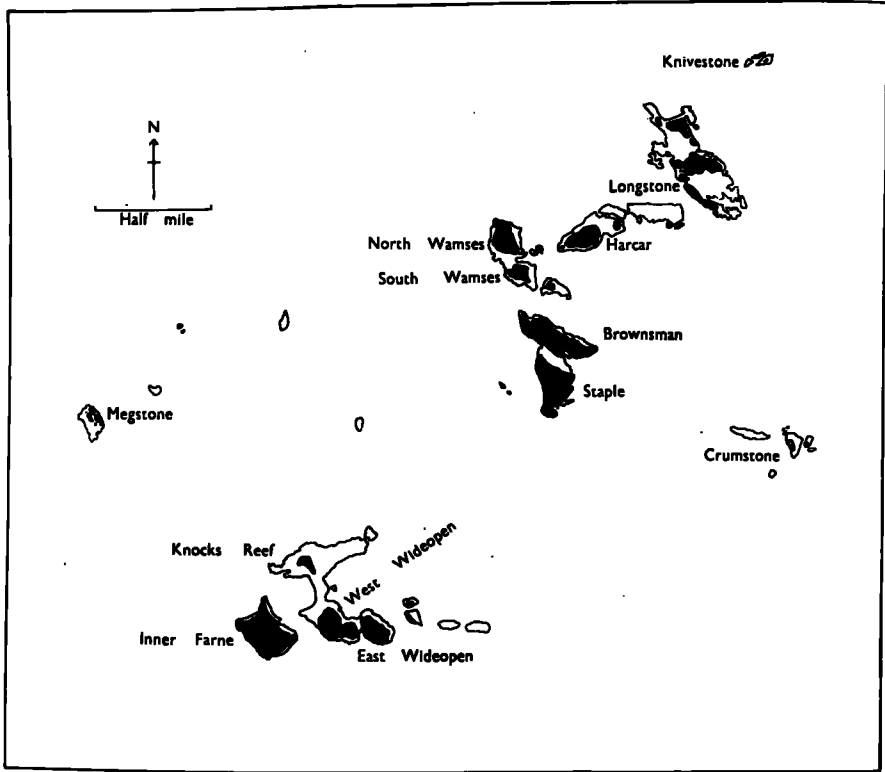 Knivestone
N
Half mile
Longstone
North Wamses
Harcar
South Wamses
Brownsman
Staple
Megstone
Crumstone
Knocks Reef
West Wideopen
Inner Farne
East Wideopen